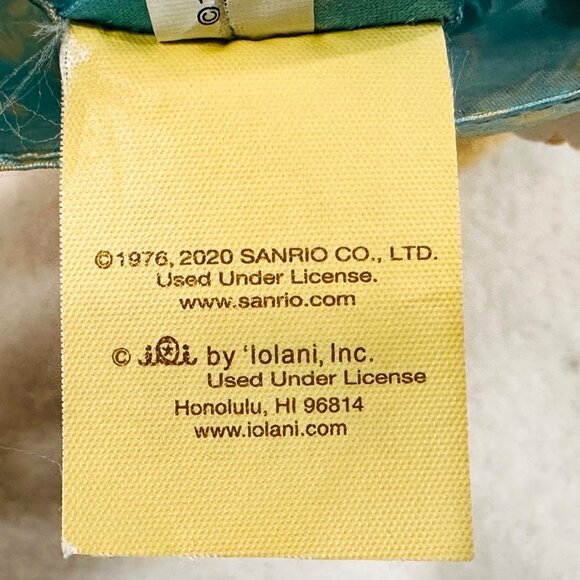 ©
©1976, 2020 SANRIO CO., LTD.
Used Under License.
www.sanrio.com
© by 'Iolani, Inc.
Used Under License
Honolulu, HI 96814
www.iolani.com